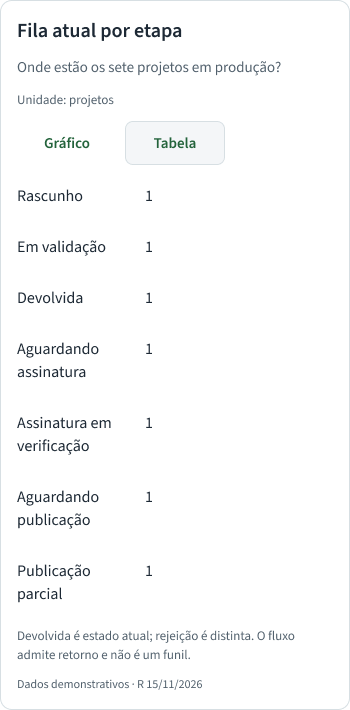 Fila atual por etapa
Onde estão os sete projetos em produção?
Unidade: projetos
Gráfico Tabela
Rascunho 1
Em validação 1
Devolvida 1
Aguardando 1
assinatura
Assinatura em 1
verificação
Aguardando 1
publicação
Publicação 1
parcial
Devolvida é estado atual; rejeição é distinta. O fluxo
admite retorno e não é um funil.
Dados demonstrativos · R 15/11/2026